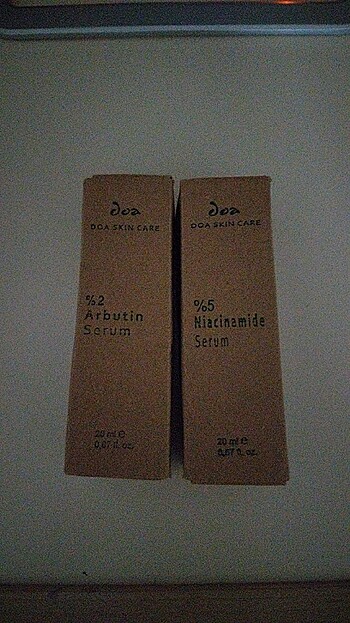 doa
DOA SKIN CARE
%2
Arbutin
Serum
20 ml ℮
0,67 fl. oz.
doa
DOA SKIN CARE
%5
Niacinamide
Serum
20 ml ℮
0,67 fl. oz.